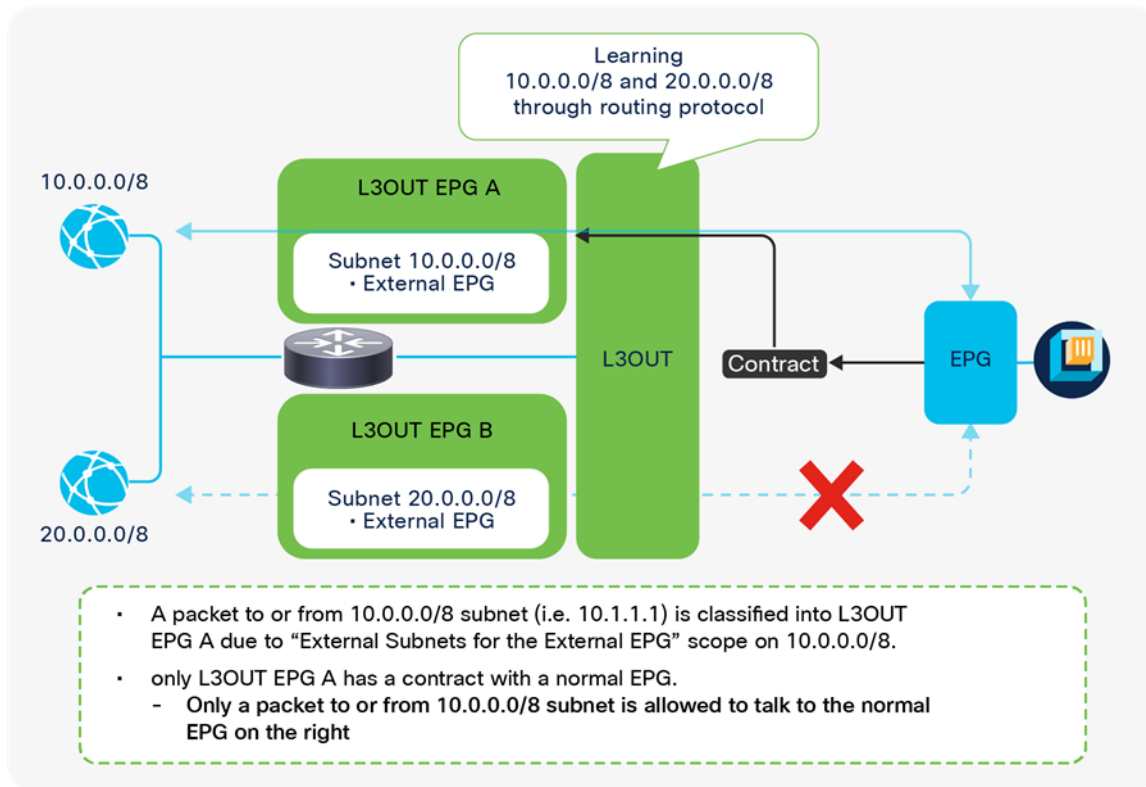 Learning
10.0.0.0/8 and 20.0.0.0/8
through routing protocol
10.0.0.0/8
L3OUT EPG A
Subnet 10.0.0.0/8
• External EPG
L3OUT
Contract
EPG
L3OUT EPG B
Subnet 20.0.0.0/8
• External EPG
20.0.0.0/8
• A packet to or from 10.0.0.0/8 subnet (i.e. 10.1.1.1) is classified into L3OUT
EPG A due to “External Subnets for the External EPG” scope on 10.0.0.0/8.
• only L3OUT EPG A has a contract with a normal EPG.
– Only a packet to or from 10.0.0.0/8 subnet is allowed to talk to the normal
EPG on the right